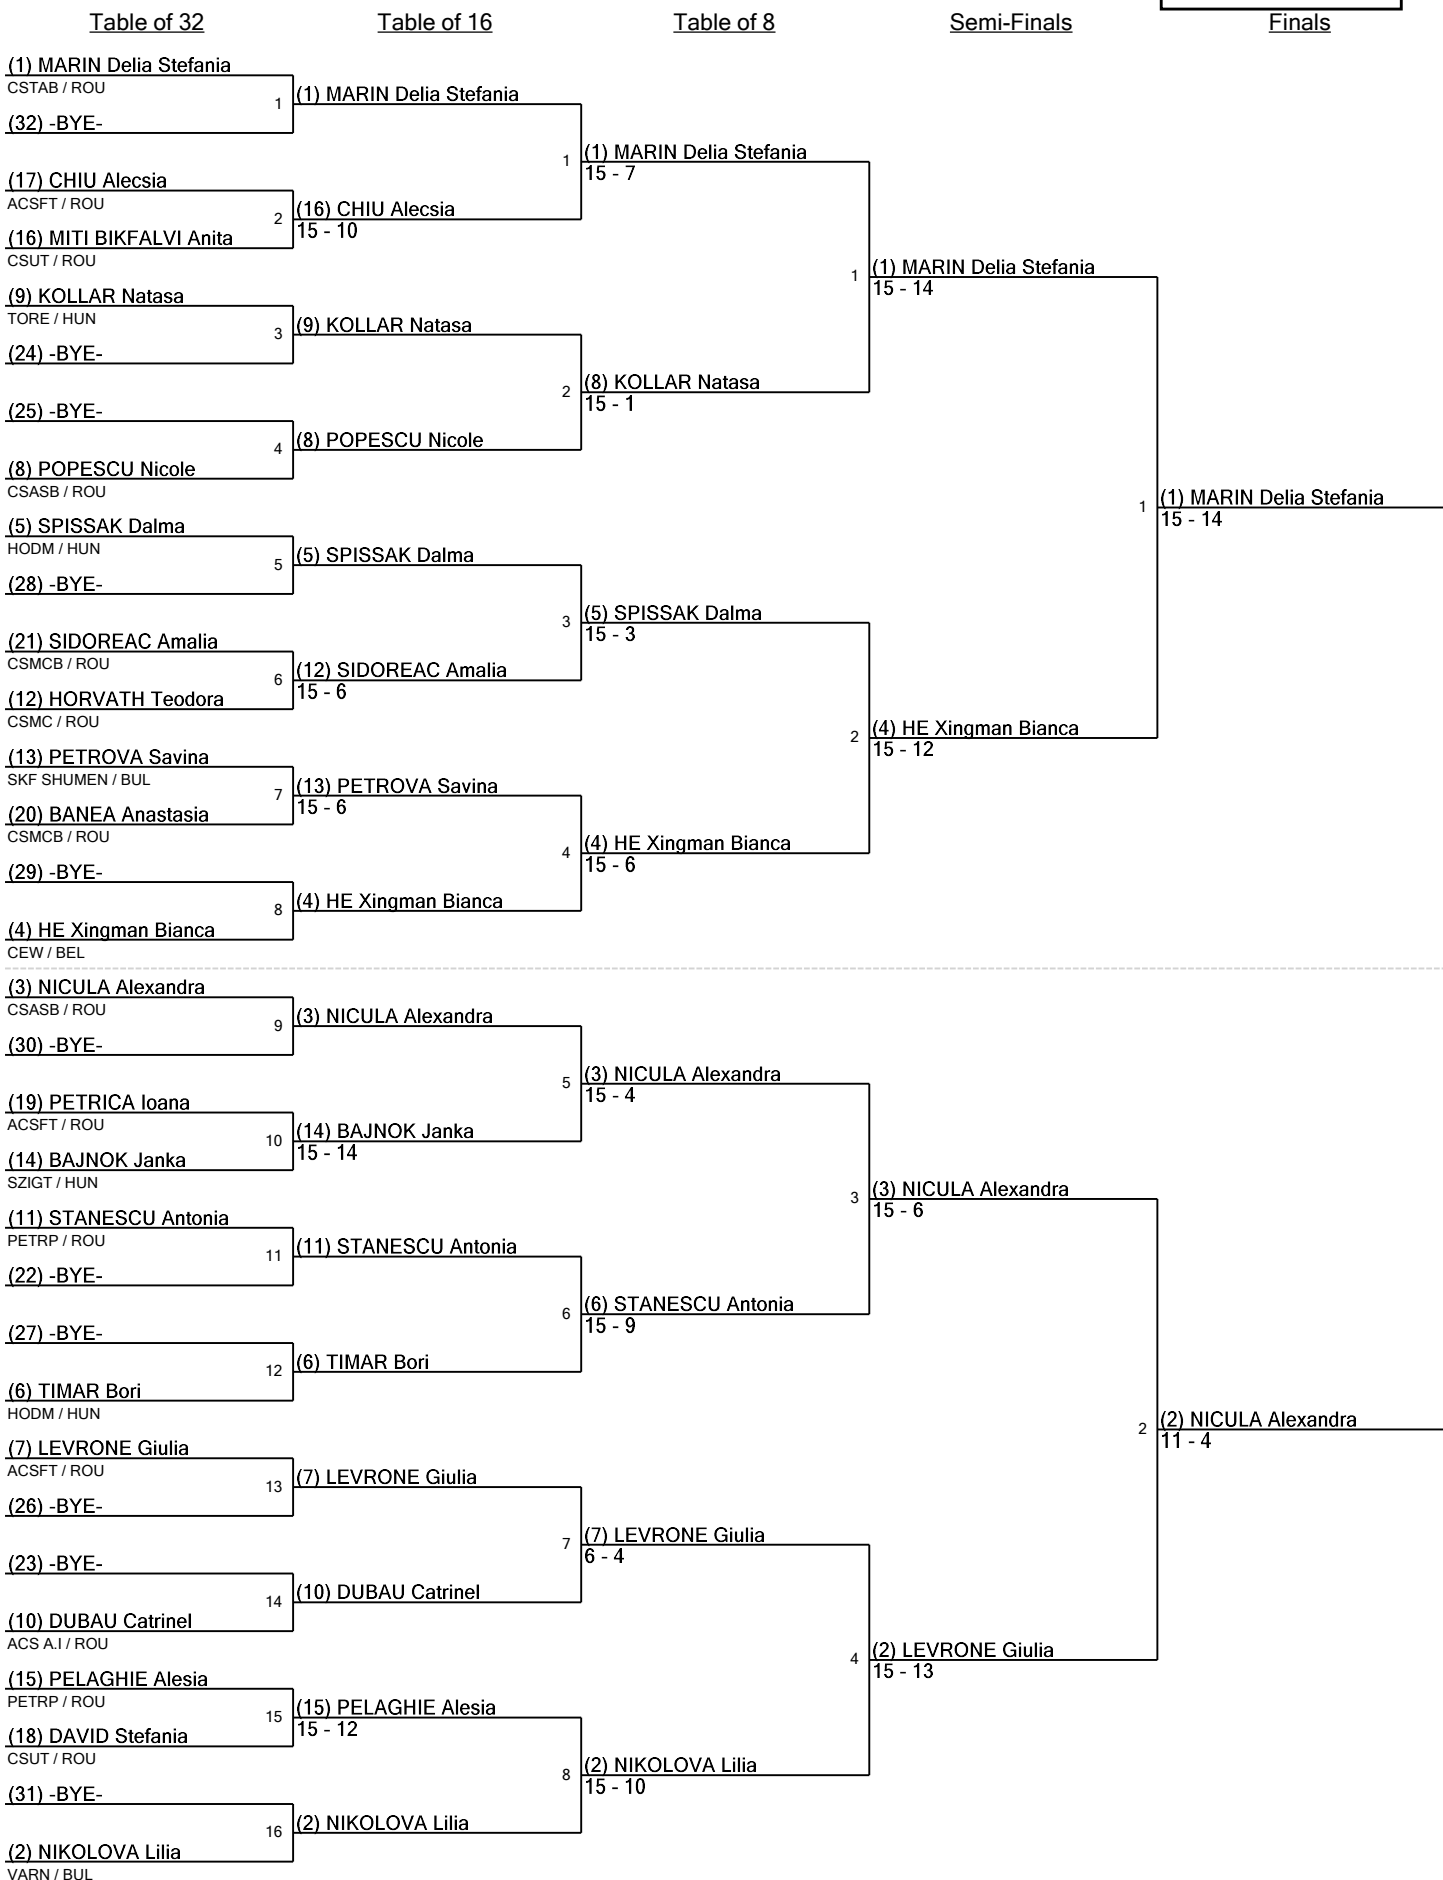 Table of 32
Table of 16
Table of 8
Semi-Finals
Finals
(1) MARIN Delia Stefania
CSTAB / ROU
1
(32) -BYE-
(17) CHIU Alecsia
ACSFT / ROU
2
(16) MITI BIKFALVI Anita
CSUT / ROU
(9) KOLLAR Natasa
TORE / HUN
3
(24) -BYE-
(25) -BYE-
4
(8) POPESCU Nicole
CSASB / ROU
(5) SPISSAK Dalma
HODM / HUN
5
(28) -BYE-
(21) SIDOREAC Amalia
CSMCB / ROU
6
(12) HORVATH Teodora
CSMC / ROU
(13) PETROVA Savina
SKF SHUMEN / BUL
7
(20) BANEA Anastasia
CSMCB / ROU
(29) -BYE-
8
(4) HE Xingman Bianca
CEW / BEL
(3) NICULA Alexandra
CSASB / ROU
9
(30) -BYE-
(19) PETRICA Ioana
ACSFT / ROU
10
(14) BAJNOK Janka
SZIGT / HUN
(11) STANESCU Antonia
PETRP / ROU
11
(22) -BYE-
(27) -BYE-
12
(6) TIMAR Bori
HODM / HUN
(7) LEVRONE Giulia
ACSFT / ROU
13
(26) -BYE-
(23) -BYE-
14
(10) DUBAU Catrinel
ACS A.I / ROU
(15) PELAGHIE Alesia
PETRP / ROU
15
(18) DAVID Stefania
CSUT / ROU
(31) -BYE-
16
(2) NIKOLOVA Lilia
VARN / BUL
(1) MARIN Delia Stefania
1
(16) CHIU Alecsia
15 - 10
(9) KOLLAR Natasa
2
(8) POPESCU Nicole
(5) SPISSAK Dalma
3
(12) SIDOREAC Amalia
15 - 6
(13) PETROVA Savina
15 - 6
4
(4) HE Xingman Bianca
(3) NICULA Alexandra
5
(14) BAJNOK Janka
15 - 14
(11) STANESCU Antonia
6
(6) TIMAR Bori
(7) LEVRONE Giulia
7
(10) DUBAU Catrinel
(15) PELAGHIE Alesia
15 - 12
8
(2) NIKOLOVA Lilia
(1) MARIN Delia Stefania
15 - 7
1
(8) KOLLAR Natasa
15 - 1
(5) SPISSAK Dalma
15 - 3
2
(4) HE Xingman Bianca
15 - 6
(3) NICULA Alexandra
15 - 4
3
(6) STANESCU Antonia
15 - 9
(7) LEVRONE Giulia
6 - 4
4
(2) NIKOLOVA Lilia
15 - 10
(1) MARIN Delia Stefania
15 - 14
1
(4) HE Xingman Bianca
15 - 12
(3) NICULA Alexandra
15 - 6
2
(2) LEVRONE Giulia
15 - 13
(1) MARIN Delia Stefania
15 - 14
(2) NICULA Alexandra
11 - 4